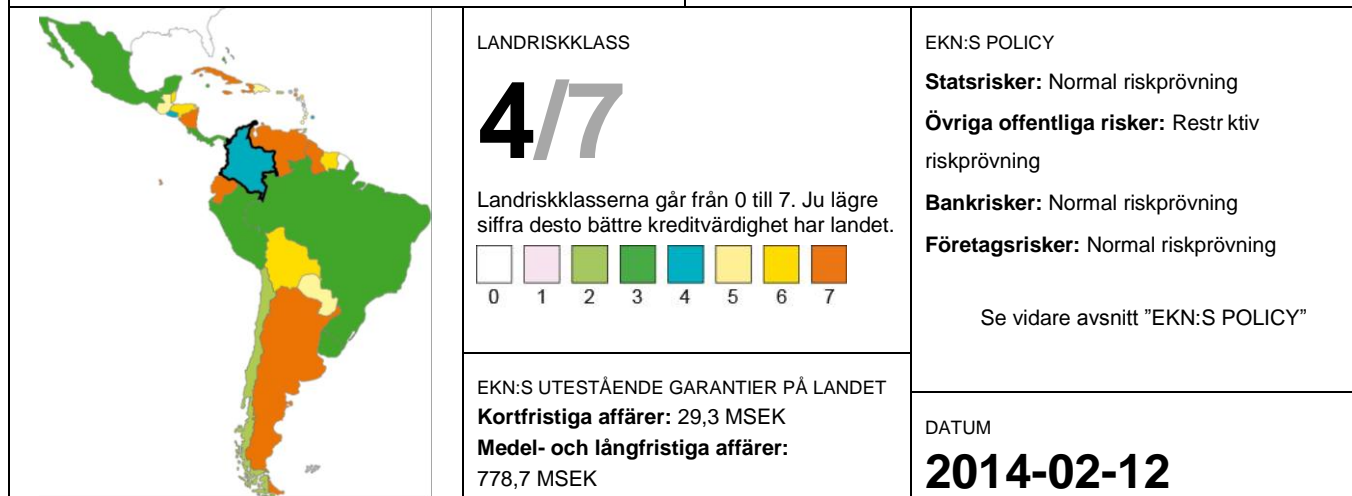 LANDRISKKLASS
4/7
Landriskklasserna går från 0 till 7. Ju lägre
siffra desto bättre kreditvärdighet har landet.
0 1 2 3 4 5 6 7
EKN:S UTESTÅENDE GARANTIER PÅ LANDET
Kortfristiga affärer: 29,3 MSEK
Medel- och långfristiga affärer:
778,7 MSEK
EKN:S POLICY
Statsrisker: Normal riskprövning
Övriga offentliga risker: Restr ktiv
riskprövning
Bankrisker: Normal riskprövning
Företagsrisker: Normal riskprövning
Se vidare avsnitt ”EKN:S POLICY”
DATUM
2014-02-12